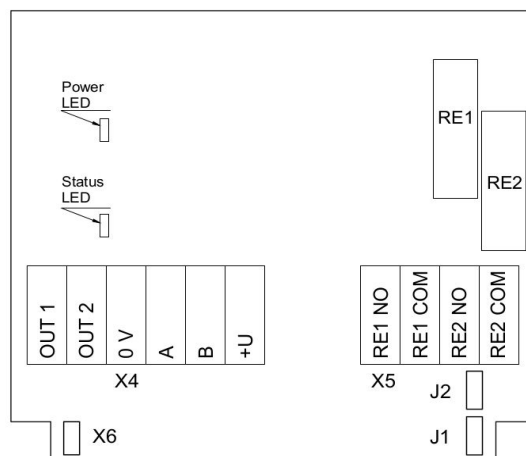 Power
LED
RE1
RE2
Status
LED
OUT 1
OUT 2
0 V
A
B
+U
RE1 NO
RE1 COM
RE2 NO
RE2 COM
X4
X5
J2
X6
J1